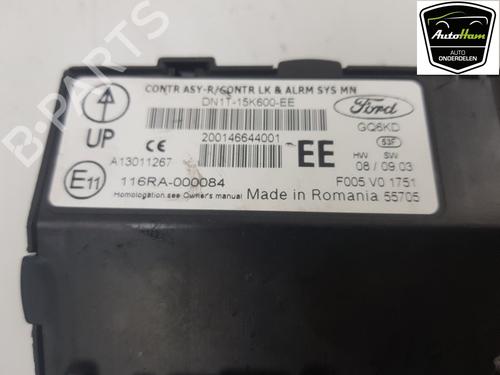 AutoHam
AUTO
ONDERDELEN
CONTR ASY-R/CONTR LK & ALRM SYS MN
DN1T-15K600-EE
Ford
GQ6KD
UP
200146644001
EE
53F
HW SW
08 / 09.03
A13011267 CE
E11
116RA-000084
F005 V0 1751
Homologation see Owner's manual
Made in Romania 55705
B-Parts